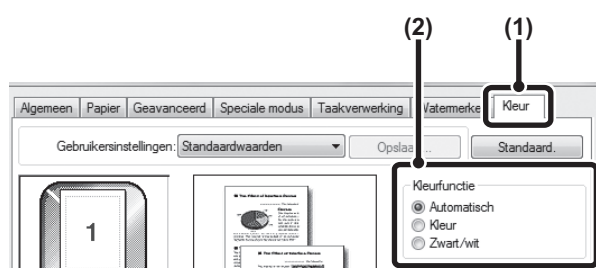 (2) (1)
Algemeen Papier Geavanceerd Speciale modus Taakverwerking Watermerke Kleur
Gebruikersinstellingen: Standaardwaarden Opslaa... Standaard.
Kleurfunctie
Automatisch
Kleur
Zwart/wit
1